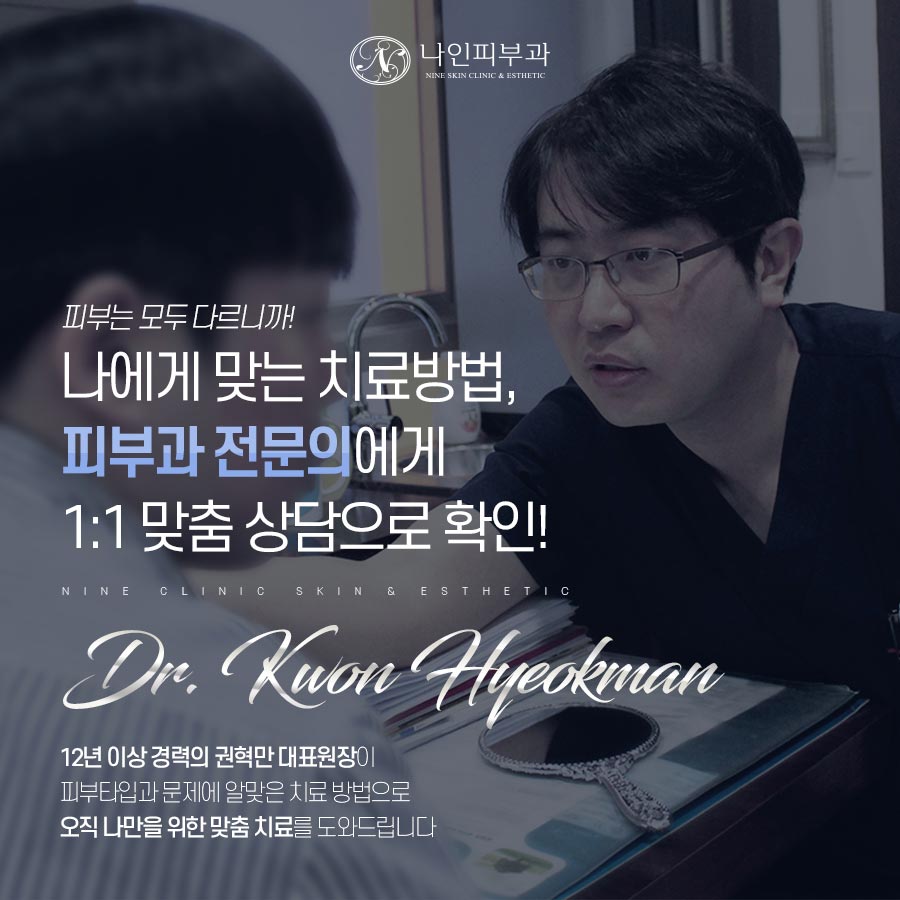 나인피부과
NINE SKIN CLINIC & ESTHETIC
피부는 모두 다르니까!
나에게 맞는 치료방법,
피부과 전문의에게
1:1 맞춤 상담으로 확인!
NINE CLINIC SKIN & ESTHETIC
Dr. Kwon Hyeokman
12년 이상 경력의 권혁만 대표원장이
피부타입과 문제에 알맞은 치료 방법으로
오직 나만을 위한 맞춤 치료를 도와드립니다